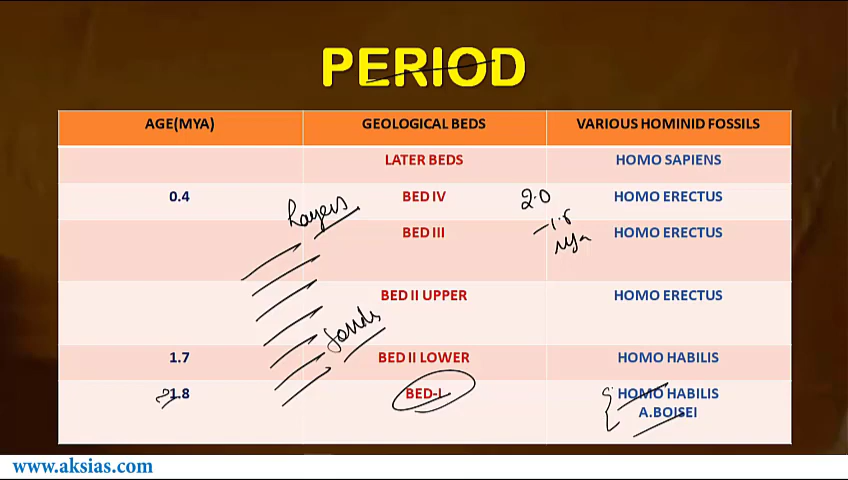 PERIOD
AGE(MYA) GEOLOGICAL BEDS VARIOUS HOMINID FOSSILS
LATER BEDS HOMO SAPIENS
0.4 BED IV HOMO ERECTUS
Layers
2.0
BED III HOMO ERECTUS
-1.8
mya
BED II UPPER HOMO ERECTUS
1.7 BED II LOWER HOMO HABILIS
1.8 BED-I HOMO HABILIS
A.BOISEI
www.aksias.com